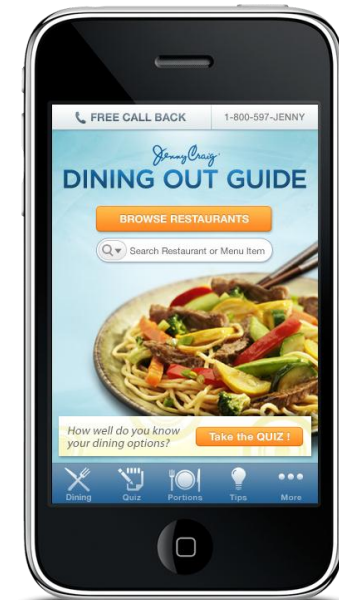 FREE CALL BACK
1-800-597-JENNY
Jenny Craig
DINING OUT GUIDE
BROWSE RESTAURANTS
Search Restaurant or Menu Item
How well do you know
your dining options?
Take the QUIZ !
Dining Quiz Portions Tips More